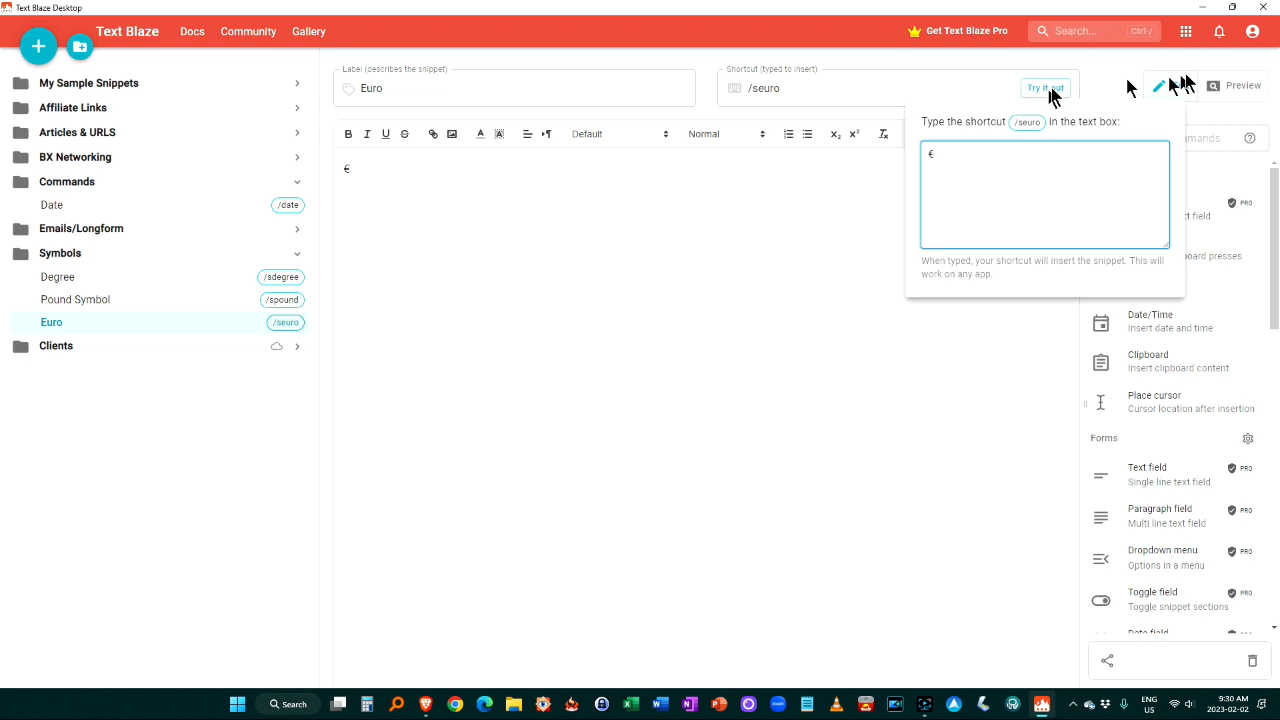 Text Blaze Desktop
Text Blaze
Docs
Community
Gallery
Get Text Blaze Pro
Search...
Ctrl-/
My Sample Snippets
Affiliate Links
Articles & URLS
BX Networking
Commands
Date
/date
Emails/Longform
Symbols
Degree
/sdegree
Pound Symbol
/spound
Euro
/seuro
Clients
Label (describes the snippet)
Euro
Shortcut (typed to insert)
/seuro
Try it out
Preview
B I U S
Default
Normal
€
Type the shortcut /seuro in the text box:
€
When typed, your shortcut will insert the snippet. This will
work on any app
PRO
Date/Time
Insert date and time
Clipboard
Insert clipboard content
Place cursor
Cursor location after insertion
Forms
Text field
Single line text field
PRO
Paragraph field
Multi line text field
PRO
Dropdown menu
Options in a menu
PRO
Toggle field
Toggle snippet sections
PRO
Search
ENG
US
9:30 AM
2023-02-02